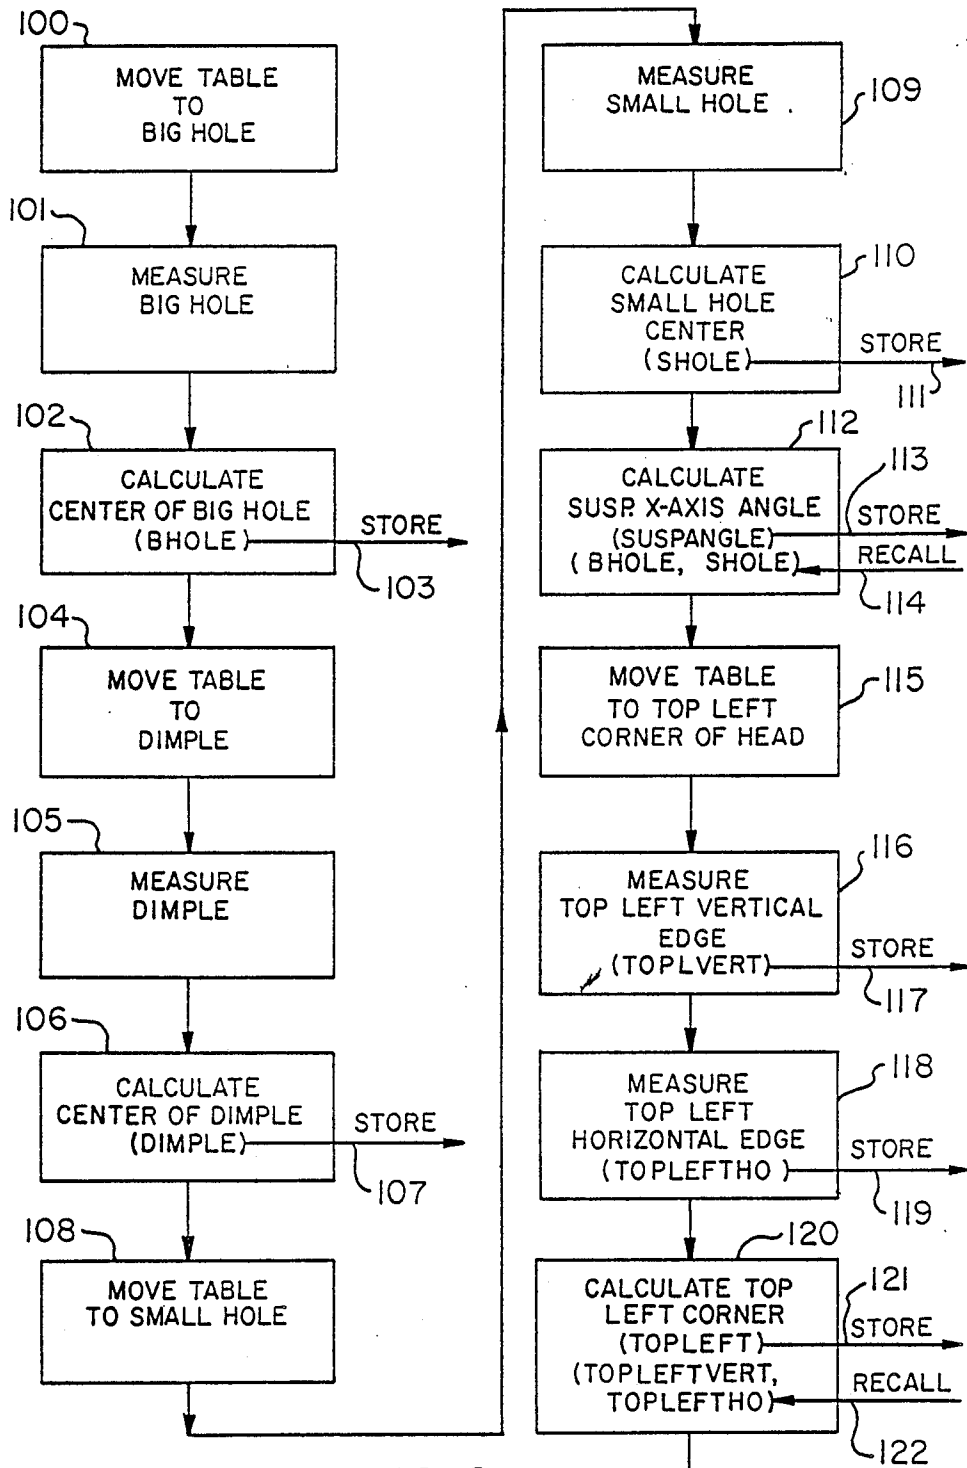 100
MOVE TABLE
TO
BIG HOLE
101
MEASURE
BIG HOLE
102
CALCULATE
CENTER OF BIG HOLE
(BHOLE)
STORE
103
104
MOVE TABLE
TO
DIMPLE
105
MEASURE
DIMPLE
106
CALCULATE
CENTER OF DIMPLE
(DIMPLE)
STORE
107
108
MOVE TABLE
TO SMALL HOLE
MEASURE
SMALL HOLE
109
110
CALCULATE
SMALL HOLE
CENTER
(SHOLE)
STORE
111
112
CALCULATE
SUSP. X-AXIS ANGLE
(SUSPANGLE)
(BHOLE, SHOLE)
113
STORE
RECALL
114
MOVE TABLE
TO TOP LEFT
CORNER OF HEAD
115
116
MEASURE
TOP LEFT VERTICAL
EDGE
(TOPLVERT)
STORE
117
118
MEASURE
TOP LEFT
HORIZONTAL EDGE
(TOPLEFTHO)
STORE
119
120
CALCULATE TOP
LEFT CORNER
(TOPLEFT)
(TOPLEFTVERT,
TOPLEFTHO)
121
STORE
RECALL
122